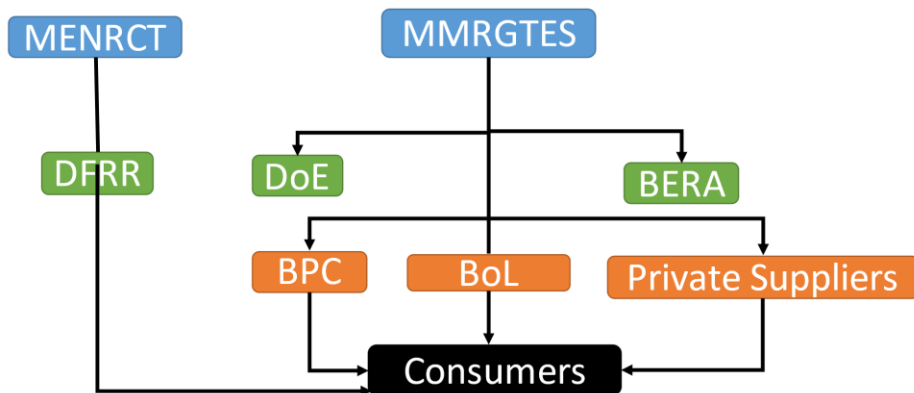 MENRCT
MMRGTES
DFRR
DoE
BERA
BPC
BoL
Private Suppliers
Consumers